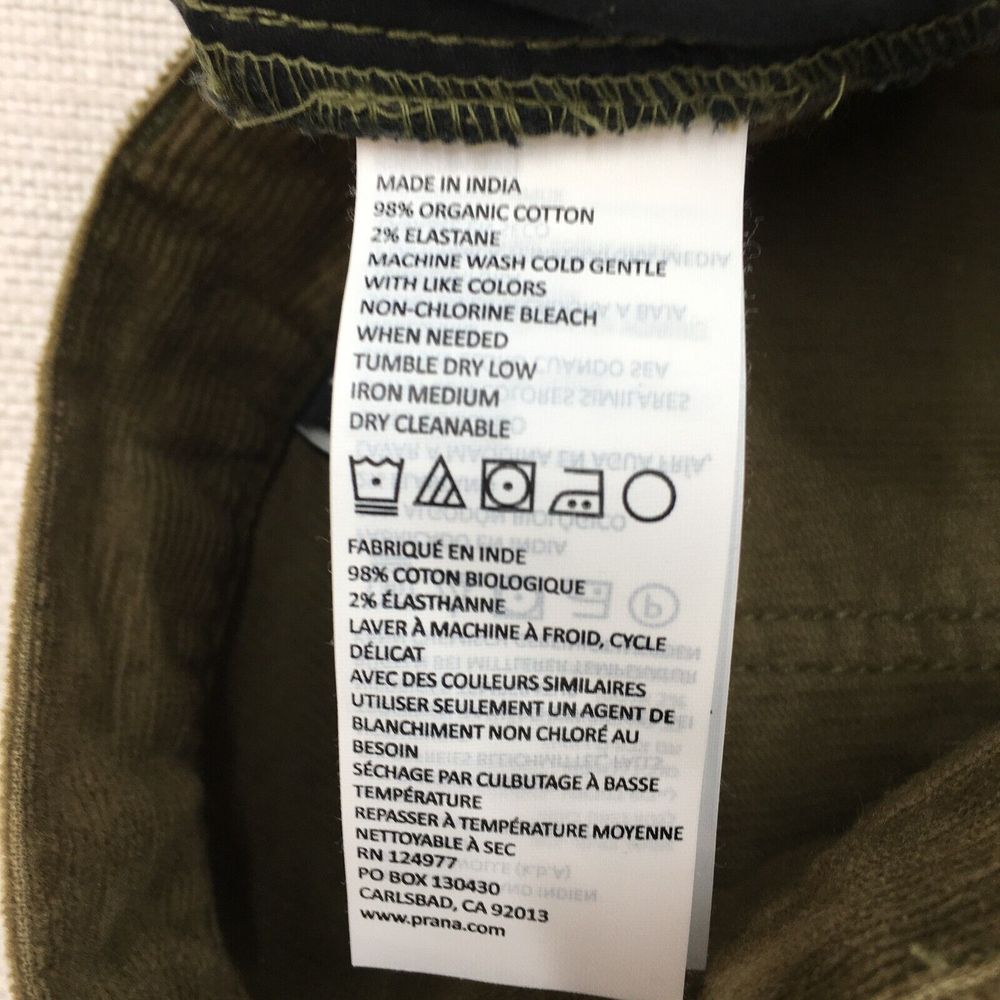 MADE IN INDIA
98% ORGANIC COTTON
2% ELASTANE
MACHINE WASH COLD GENTLE
WITH LIKE COLORS
NON-CHLORINE BLEACH
WHEN NEEDED
TUMBLE DRY LOW
IRON MEDIUM
DRY CLEANABLE
FABRIQUÉ EN INDE
98% COTON BIOLOGIQUE
2% ÉLASTHANNE
LAVER À MACHINE À FROID, CYCLE
DÉLICAT
AVEC DES COULEURS SIMILAIRES
UTILISER SEULEMENT UN AGENT DE
BLANCHIMENT NON CHLORÉ AU
BESOIN
SÉCHAGE PAR CULBUTAGE À BASSE
TEMPÉRATURE
REPASSER À TEMPÉRATURE MOYENNE
NETTOYABLE À SEC
RN 124977
PO BOX 130430
CARLSBAD, CA 92013
www.prana.com